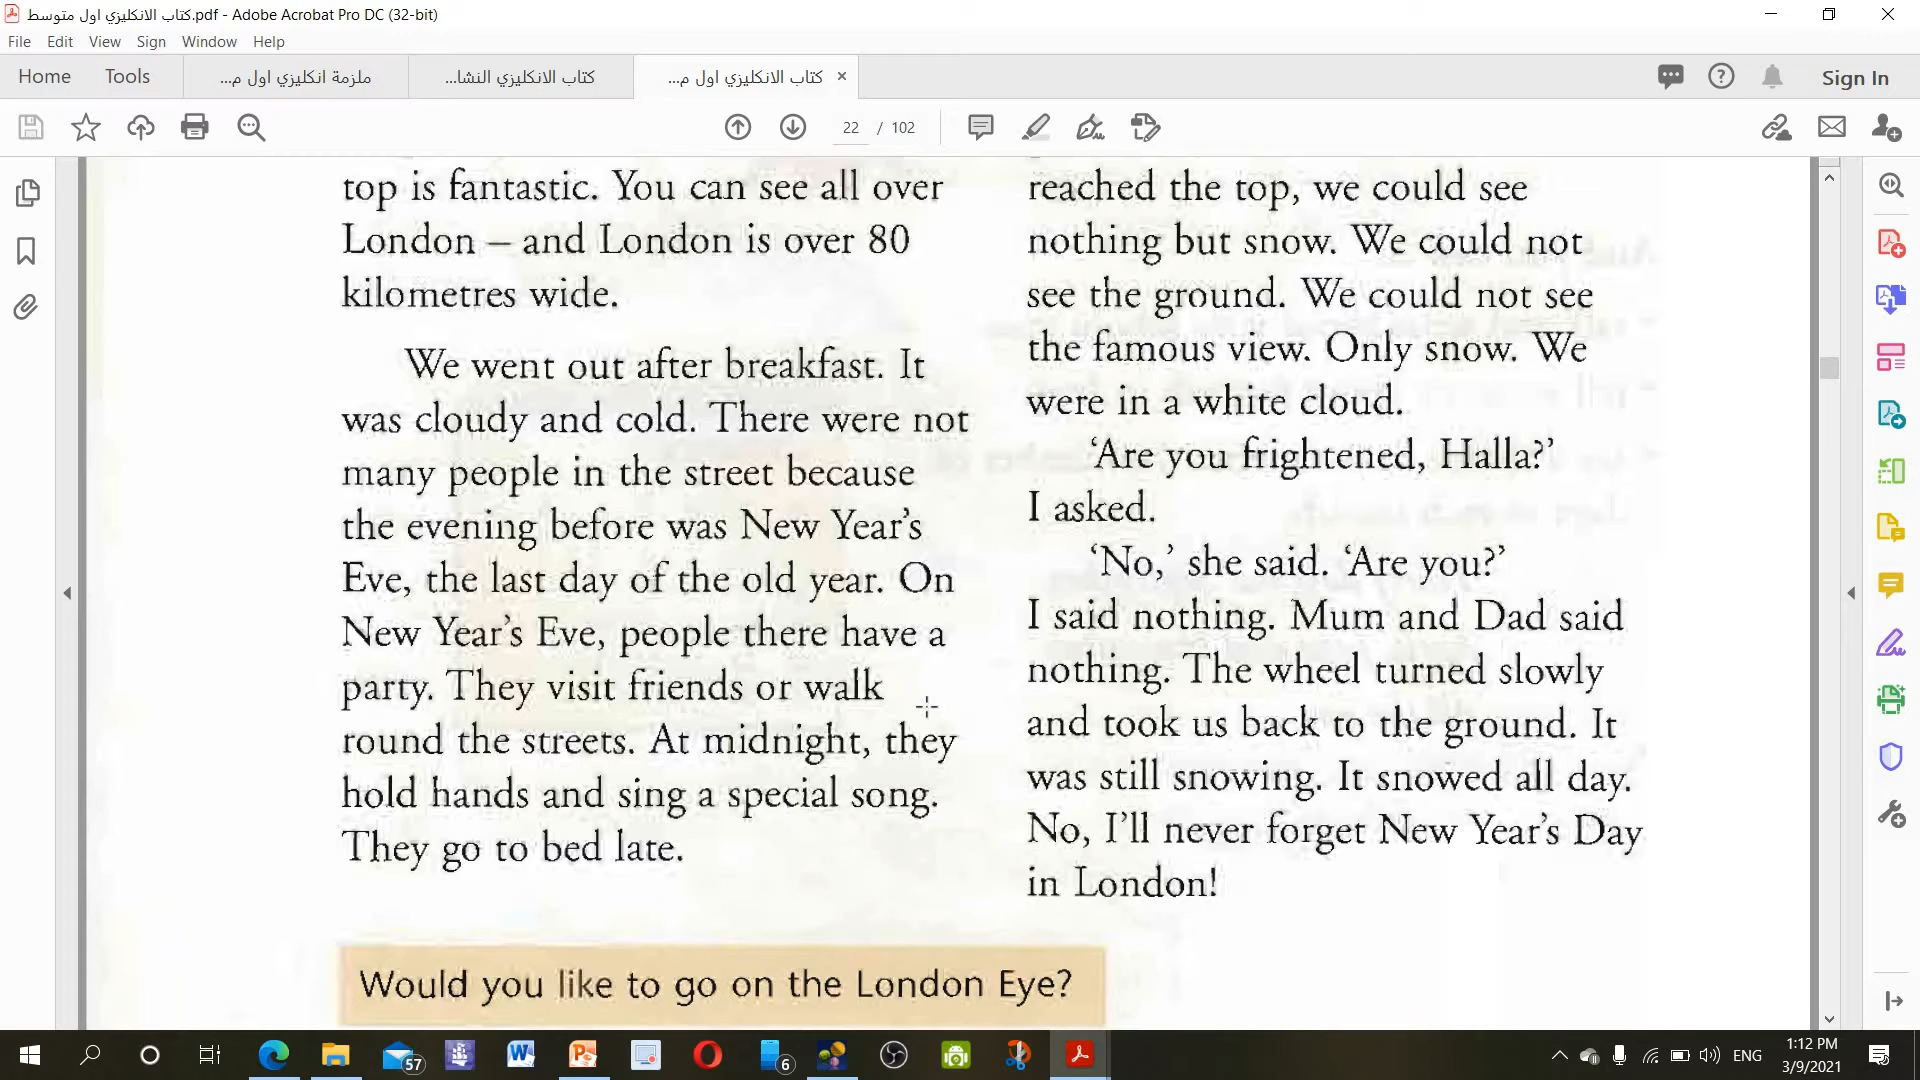 كتاب الانكليزي اول متوسط.pdf - Adobe Acrobat Pro DC (32-bit)
File Edit View Sign Window Help
Home Tools ملزمة انكليزي اول م... كتاب الانكليزي النشا... كتاب الانكليزي اول م... Sign In
22 / 102
top is fantastic. You can see all over
London – and London is over 80
kilometres wide.
We went out after breakfast. It
was cloudy and cold. There were not
many people in the street because
the evening before was New Year's
Eve, the last day of the old year. On
New Year's Eve, people there have a
party. They visit friends or walk
round the streets. At midnight, they
hold hands and sing a special song.
They go to bed late.
reached the top, we could see
nothing but snow. We could not
see the ground. We could not see
the famous view. Only snow. We
were in a white cloud.
‘Are you frightened, Halla?’
I asked.
‘No,’ she said. ‘Are you?’
I said nothing. Mum and Dad said
nothing. The wheel turned slowly
and took us back to the ground. It
was still snowing. It snowed all day.
No, I'll never forget New Year's Day
in London!
Would you like to go on the London Eye?
57 6 ENG 1:12 PM
3/9/2021